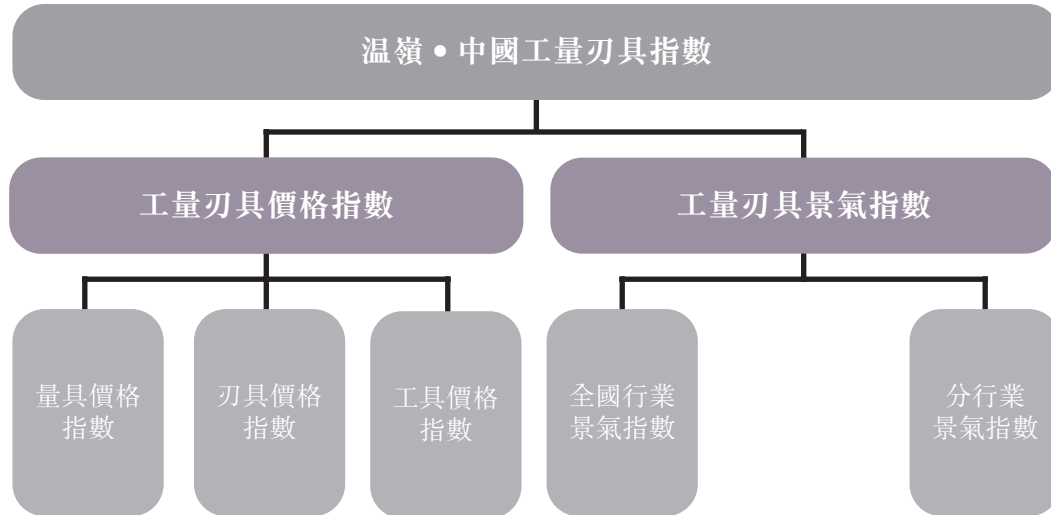 温嶺•中國工量刃具指數
工量刃具價格指數
工量刃具景氣指數
量具價格
指數
刃具價格
指數
工具價格
指數
全國行業
景氣指數
分行業
景氣指數